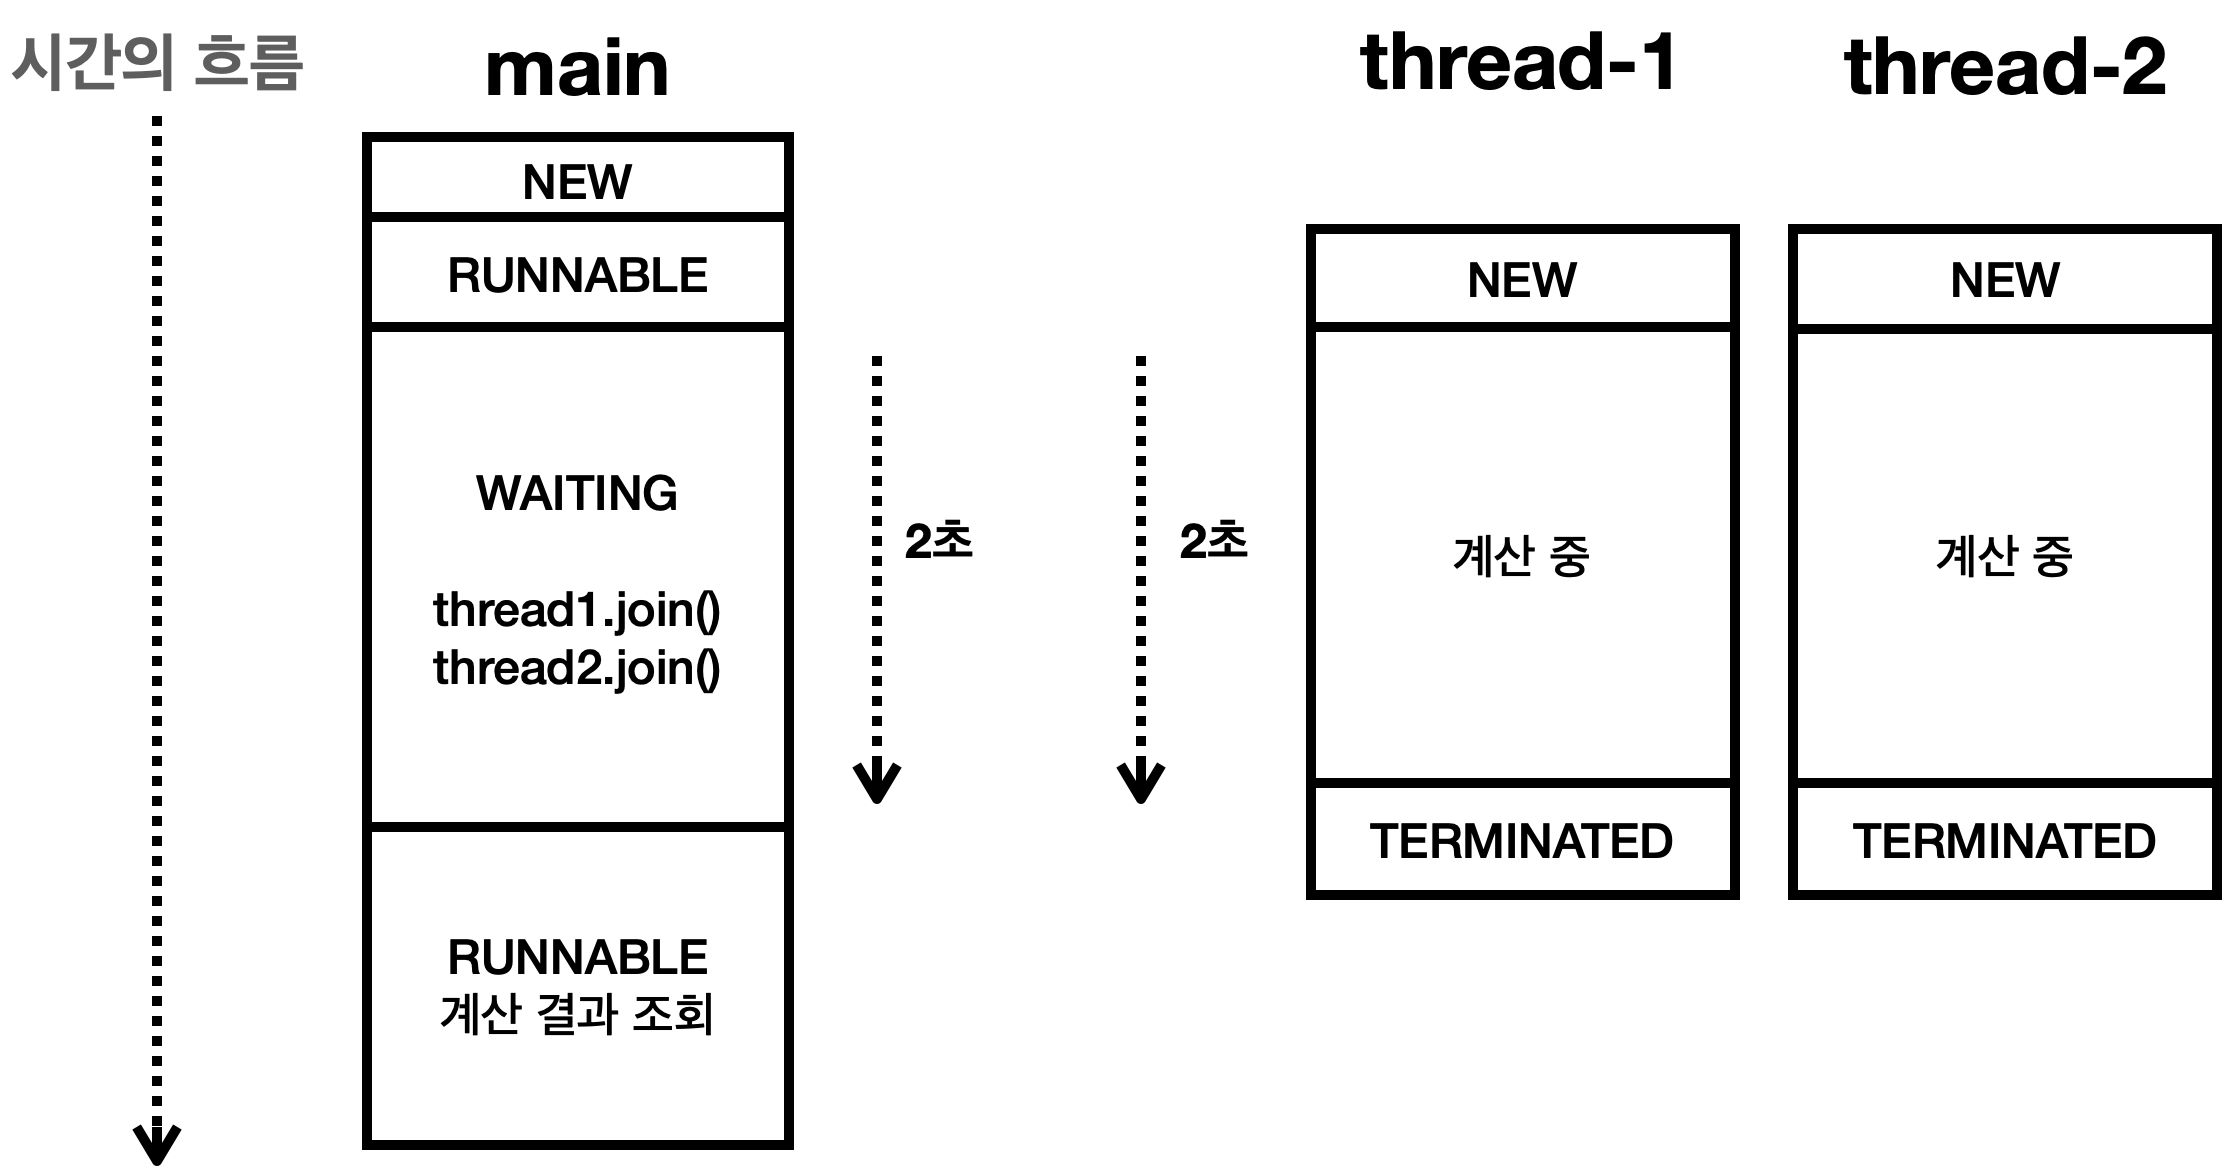 시간의 흐름
main
NEW
RUNNABLE
WAITING
thread1.join()
thread2.join()
RUNNABLE
계산 결과 조회
2초
2초
thread-1
NEW
계산 중
TERMINATED
thread-2
NEW
계산 중
TERMINATED